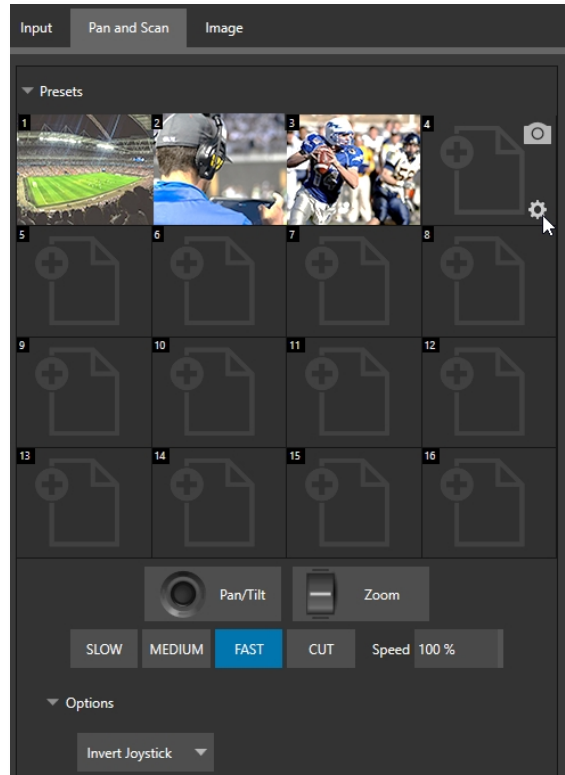 Input Pan and Scan Image
Presets
1 2 3 4
14
5 6 7 8
9 10 11 12
13 14 15 16
Pan/Tilt Zoom
SLOW MEDIUM FAST CUT Speed 100 %
Options
Invert Joystick